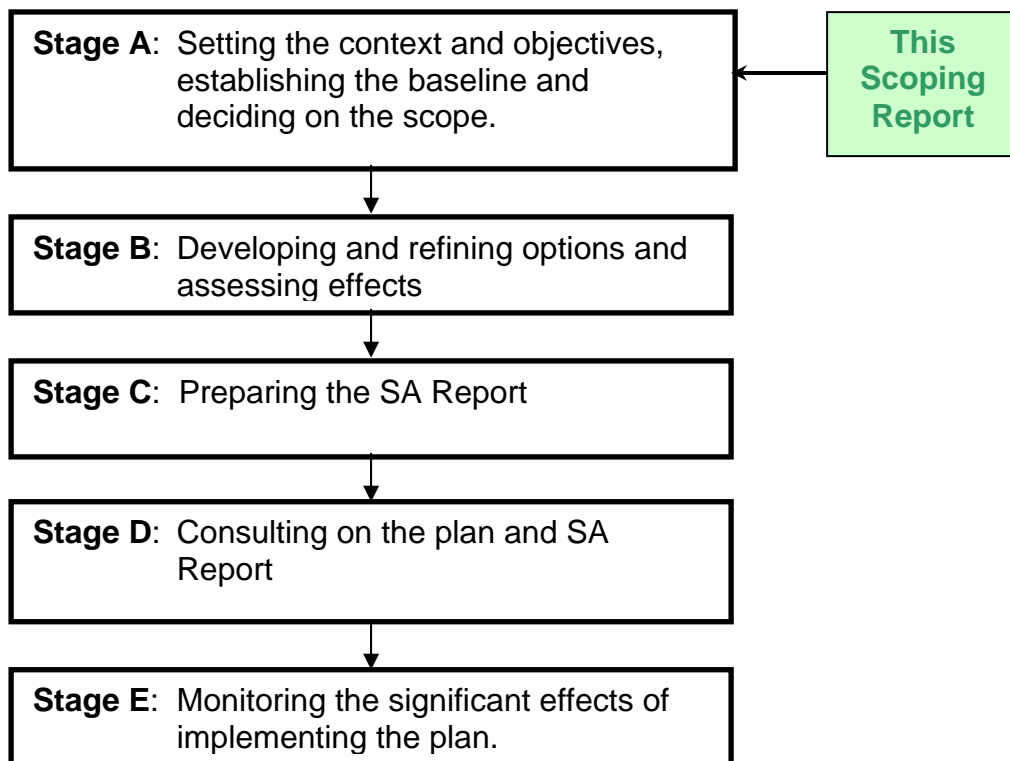 Stage A: Setting the context and objectives,
establishing the baseline and
deciding on the scope.
This
Scoping
Report
Stage B: Developing and refining options and
assessing effects
Stage C: Preparing the SA Report
Stage D: Consulting on the plan and SA
Report
Stage E: Monitoring the significant effects of
implementing the plan.